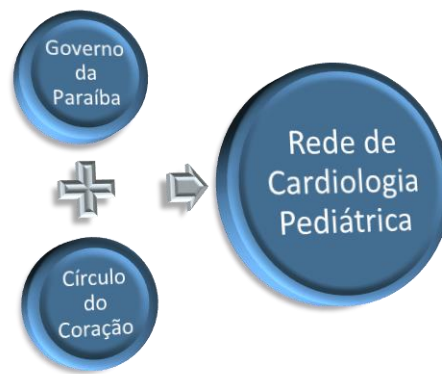 Governo
da
Paraíba
Círculo
do
Coração
Rede de
Cardiologia
Pediátrica